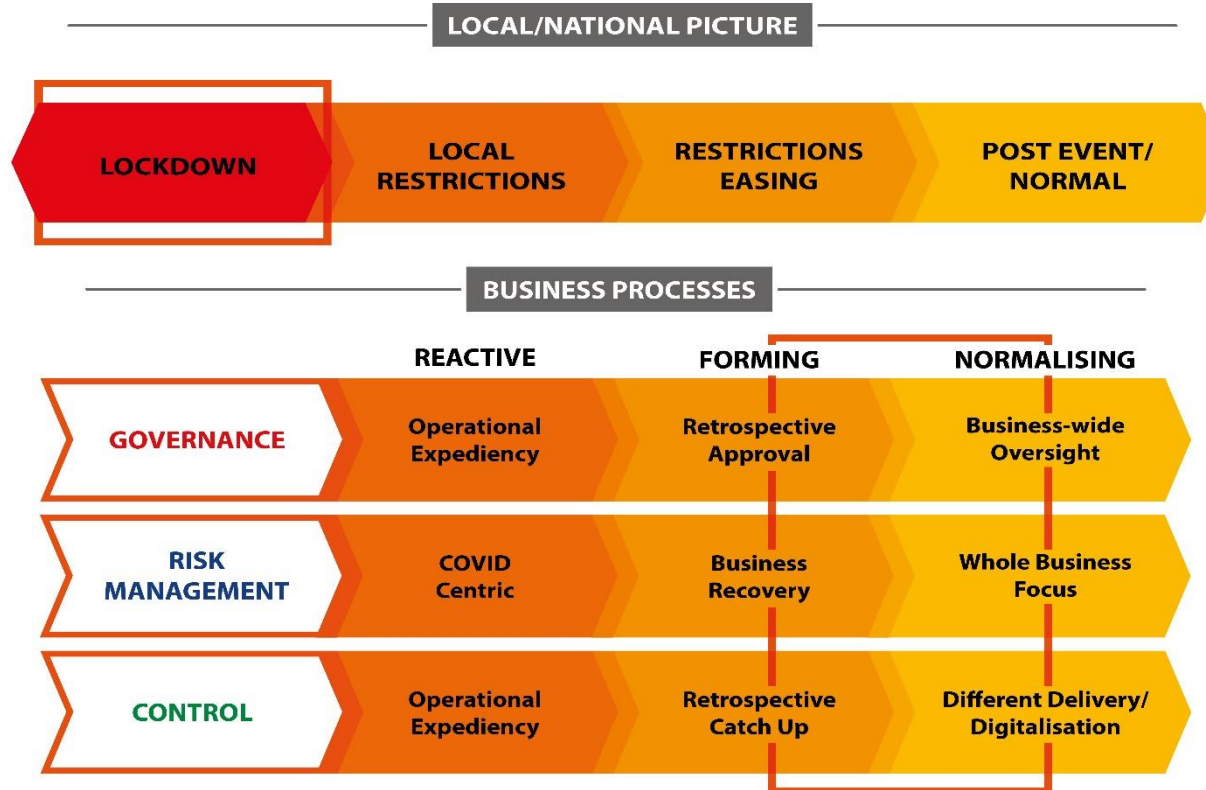 LOCAL/NATIONAL PICTURE
LOCKDOWN
LOCAL
RESTRICTIONS
RESTRICTIONS
EASING
POST EVENT/
NORMAL
BUSINESS PROCESSES
REACTIVE
FORMING
NORMALISING
GOVERNANCE
Operational
Expediency
Retrospective
Approval
Business-wide
Oversight
RISK
MANAGEMENT
COVID
Centric
Business
Recovery
Whole Business
Focus
CONTROL
Operational
Expediency
Retrospective
Catch Up
Different Delivery/
Digitalisation